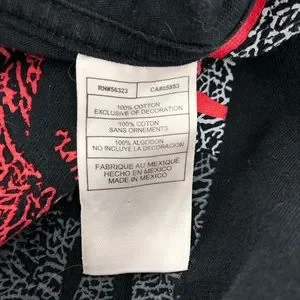 RN#56323 CA#05553
100% COTTON
EXCLUSIVE OF DECORATION
100% COTON
SANS ORNEMENTS
100% ALGODON
NO INCLUYE LA DECORACION
FABRIQUE AU MEXIQUE
HECHO EN MEXICO
MADE IN MEXICO